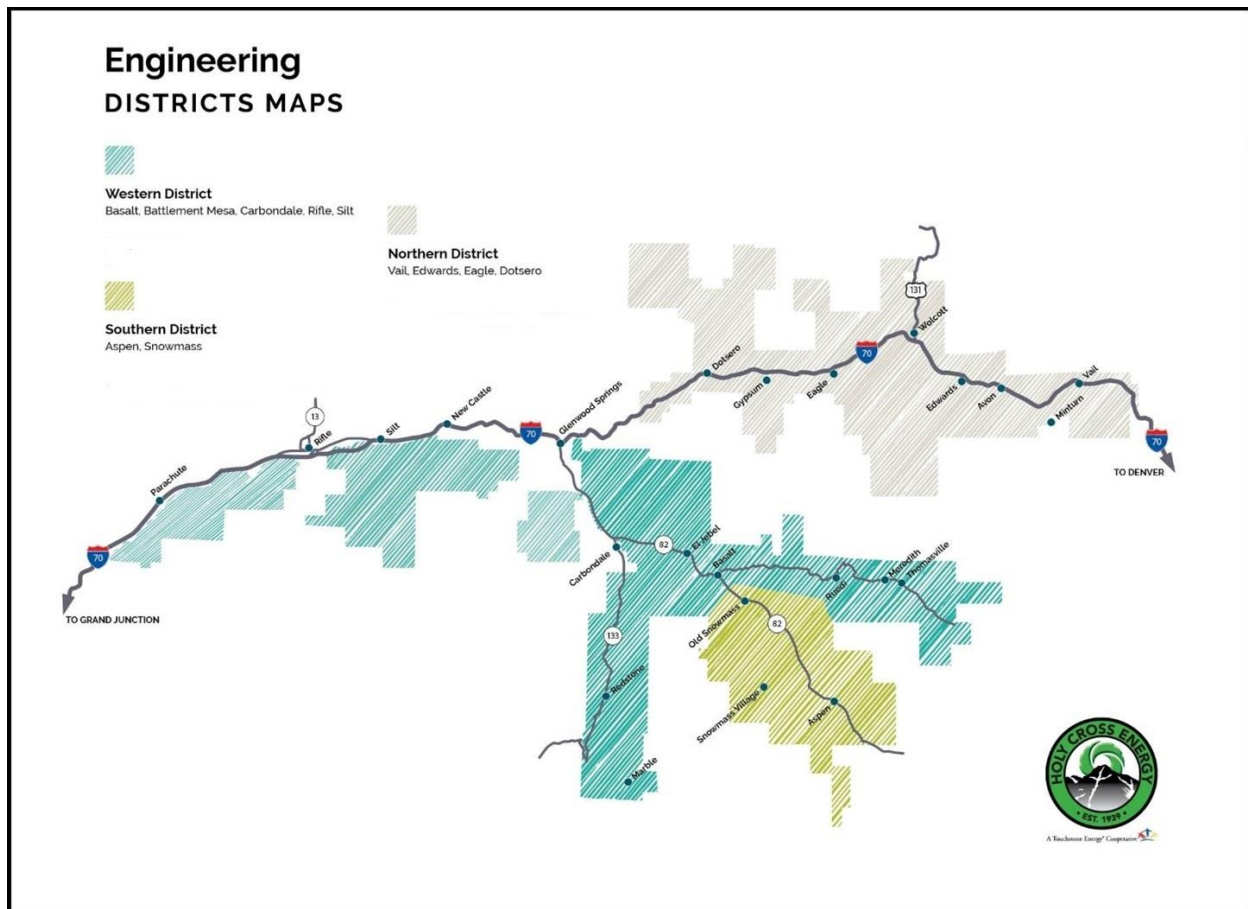 Engineering
DISTRICTS MAPS
Western District
Basalt, Battlement Mesa, Carbondale, Rifle, Silt
Northern District
Vail, Edwards, Eagle, Dotsero
Southern District
Aspen, Snowmass
131
Wolcott
70
Dotsero
Gypsum
Eagle
Edwards
Avon
Minturn
Vail
70
TO DENVER
13
Rifle
Silt
New Castle
70
Glenwood Springs
Parachute
70
TO GRAND JUNCTION
Carbondale
82
El Jebel
Basalt
Ruedi
Meredith
Thomasville
Old Snowmass
82
133
Redstone
Snowmass Village
Aspen
Marble
HOLY CROSS ENERGY
• EST. 1939 •
A Touchstone Energy® Cooperative